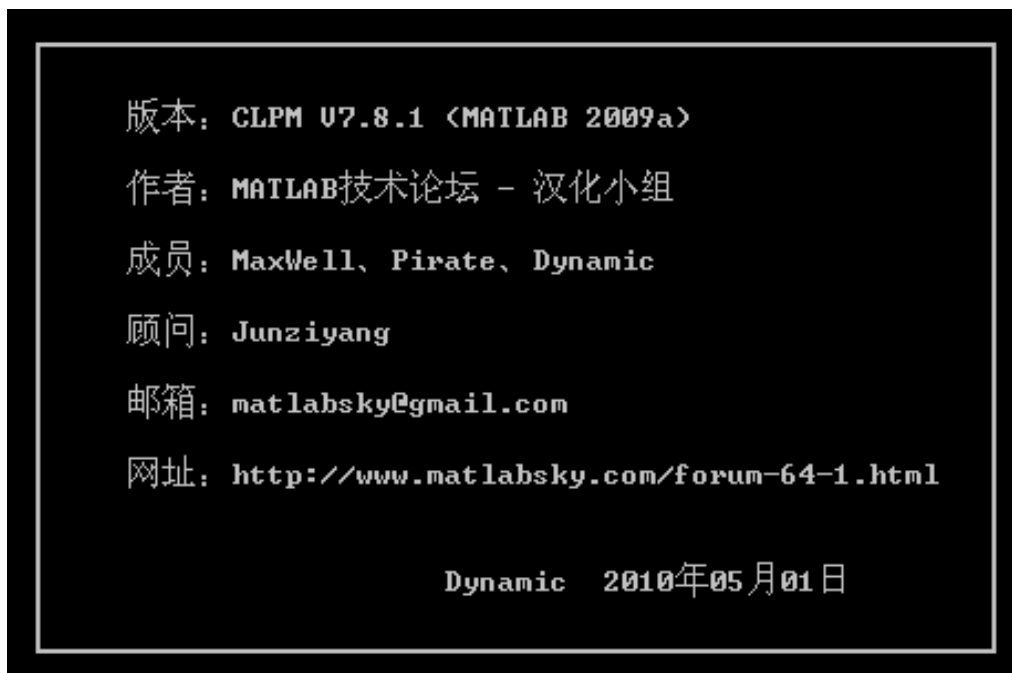 版本：CLPM V7.8.1 (MATLAB 2009a)
作者：MATLAB技术论坛 - 汉化小组
成员：MaxWell、Pirate、Dynamic
顾问：Junziyang
邮箱：matlabsky@gmail.com
网址：http://www.matlabsky.com/forum-64-1.html
Dynamic 2010年05月01日